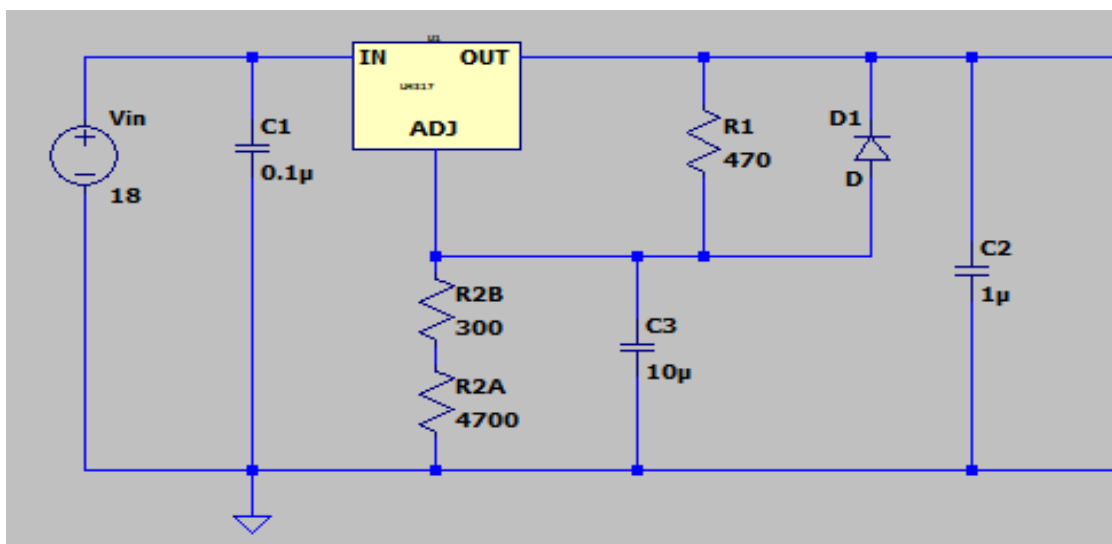 U1
IN OUT
LM317
ADJ
Vin
18
C1
0.1µ
R1
470
D1
D
C2
1µ
R2B
300
C3
10µ
R2A
4700